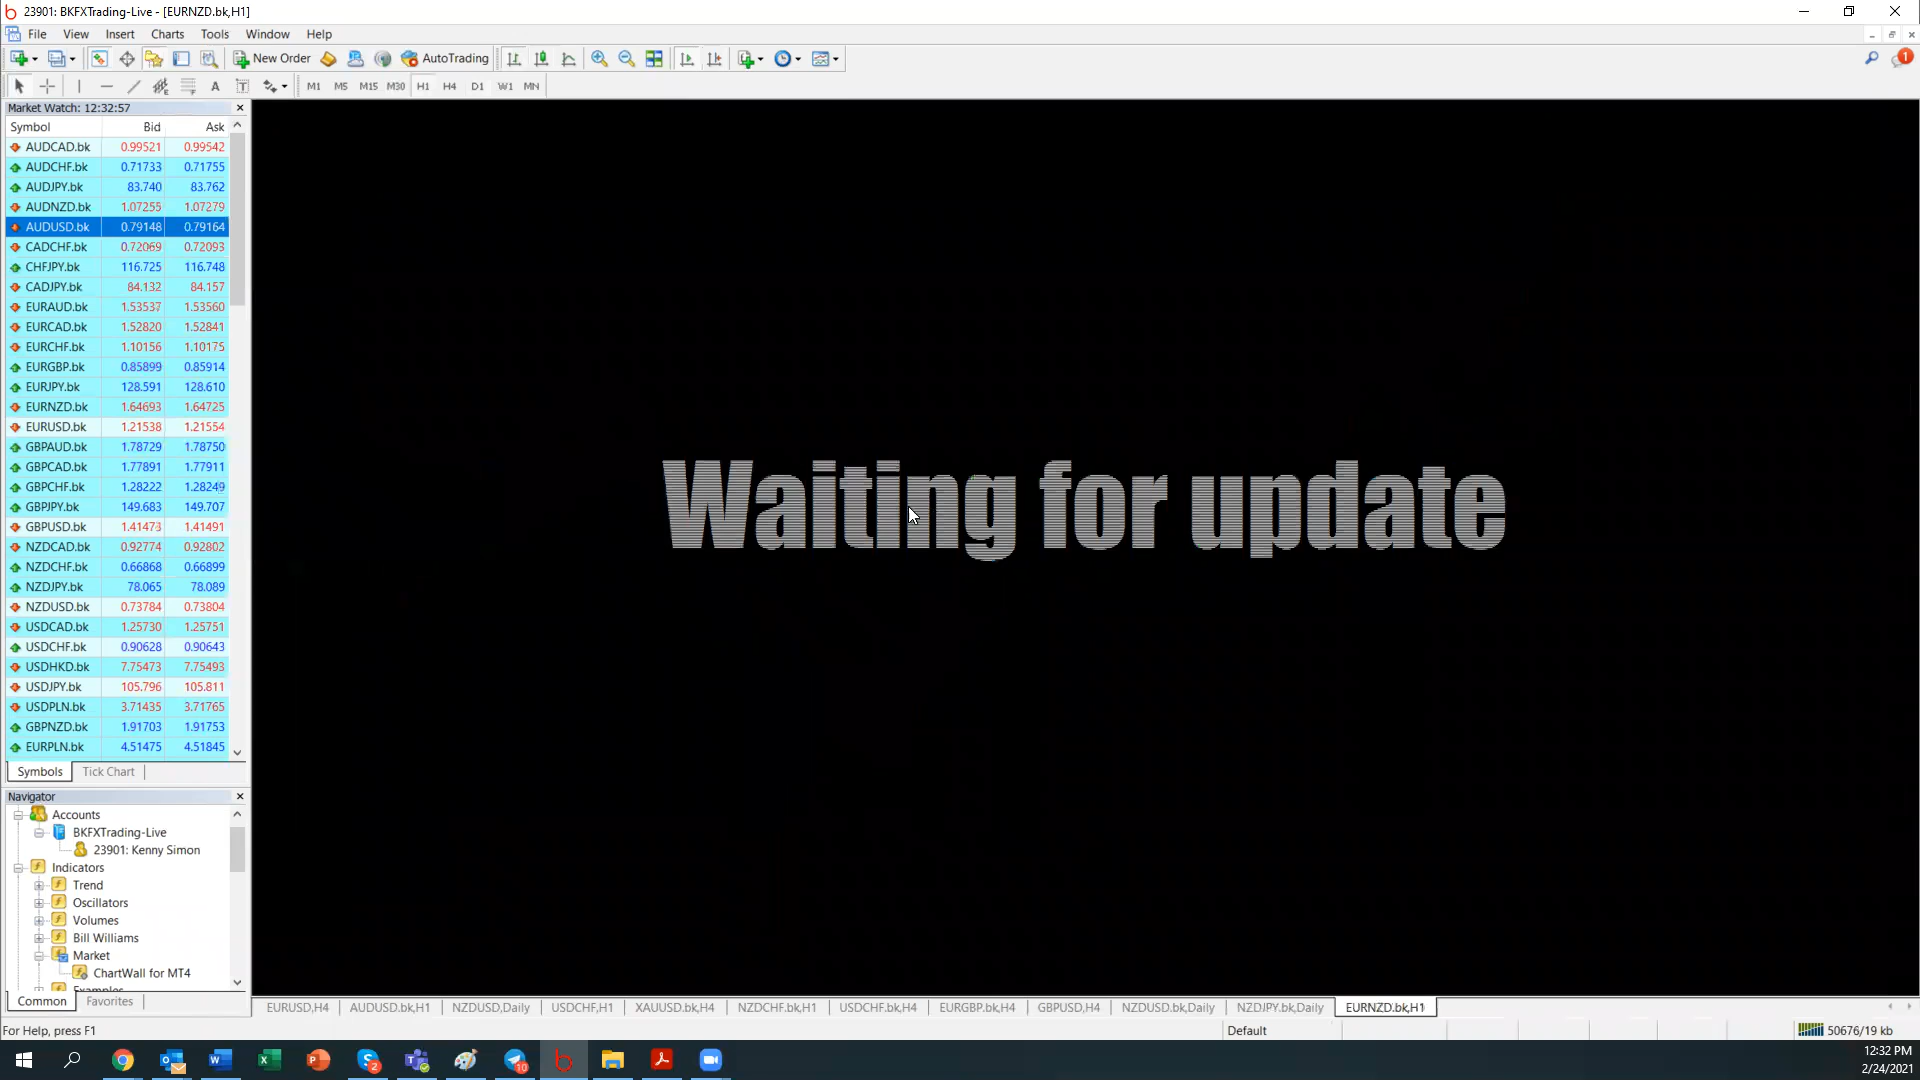 23901: BKFXTrading-Live - [EURNZD.bk,H1]
File View Insert Charts Tools Window Help
New Order AutoTrading
1
A T M1 M5 M15 M30 H1 H4 D1 W1 MN
Market Watch: 12:32:57
Symbol Bid Ask
AUDCAD.bk 0.99521 0.99542
AUDCHF.bk 0.71733 0.71755
AUDJPY.bk 83.740 83.762
AUDNZD.bk 1.07255 1.07279
AUDUSD.bk 0.79148 0.79164
CADCHF.bk 0.72069 0.72093
CHFJPY.bk 116.725 116.748
CADJPY.bk 84.132 84.157
EURAUD.bk 1.53537 1.53560
EURCAD.bk 1.52820 1.52841
EURCHF.bk 1.10156 1.10175
EURGBP.bk 0.85899 0.85914
EURJPY.bk 128.591 128.610
EURNZD.bk 1.64693 1.64725
EURUSD.bk 1.21538 1.21554
GBPAUD.bk 1.78729 1.78750
GBPCAD.bk 1.77891 1.77911
GBPCHF.bk 1.28222 1.28249
GBPJPY.bk 149.683 149.707
GBPUSD.bk 1.41473 1.41491
NZDCAD.bk 0.92774 0.92802
NZDCHF.bk 0.66868 0.66899
NZDJPY.bk 78.065 78.089
NZDUSD.bk 0.73784 0.73804
USDCAD.bk 1.25730 1.25751
USDCHF.bk 0.90628 0.90643
USDHKD.bk 7.75473 7.75493
USDJPY.bk 105.796 105.811
USDPLN.bk 3.71435 3.71765
GBPNZD.bk 1.91703 1.91753
EURPLN.bk 4.51475 4.51845
Symbols Tick Chart
Waiting for update
Navigator
Accounts
BKFXTrading-Live
23901: Kenny Simon
Indicators
Trend
Oscillators
Volumes
Bill Williams
Market
ChartWall for MT4
Examples
Common Favorites
EURUSD,H4 AUDUSD.bk,H1 NZDUSD,Daily USDCHF,H1 XAUUSD.bk,H4 NZDCHF.bk,H1 USDCHF.bk,H4 EURGBP.bk,H4 GBPUSD,H4 NZDUSD.bk,Daily NZDJPY.bk,Daily EURNZD.bk,H1
For Help, press F1 Default 50676/19 kb
2 10
12:32 PM
2/24/2021